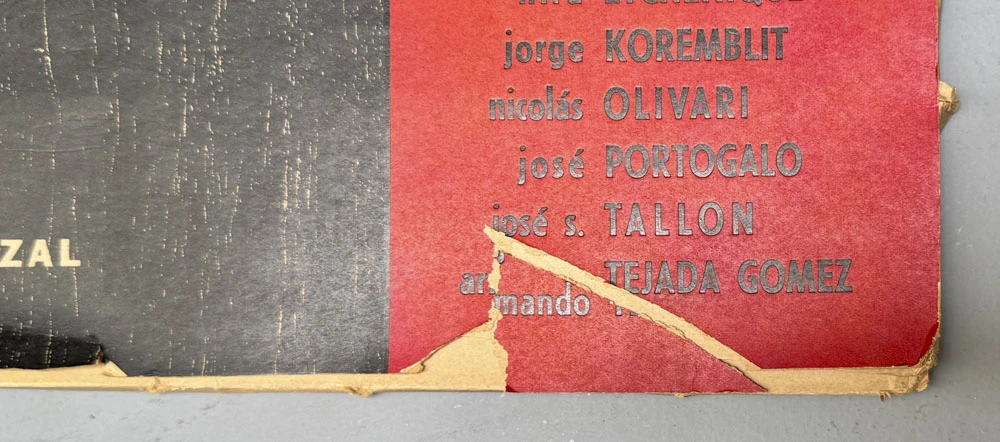 jorge KOREMBLIT
nicolás OLIVARI
josé PORTOGALO
josé s. TALLON
armando TEJADA GOMEZ
ZAL